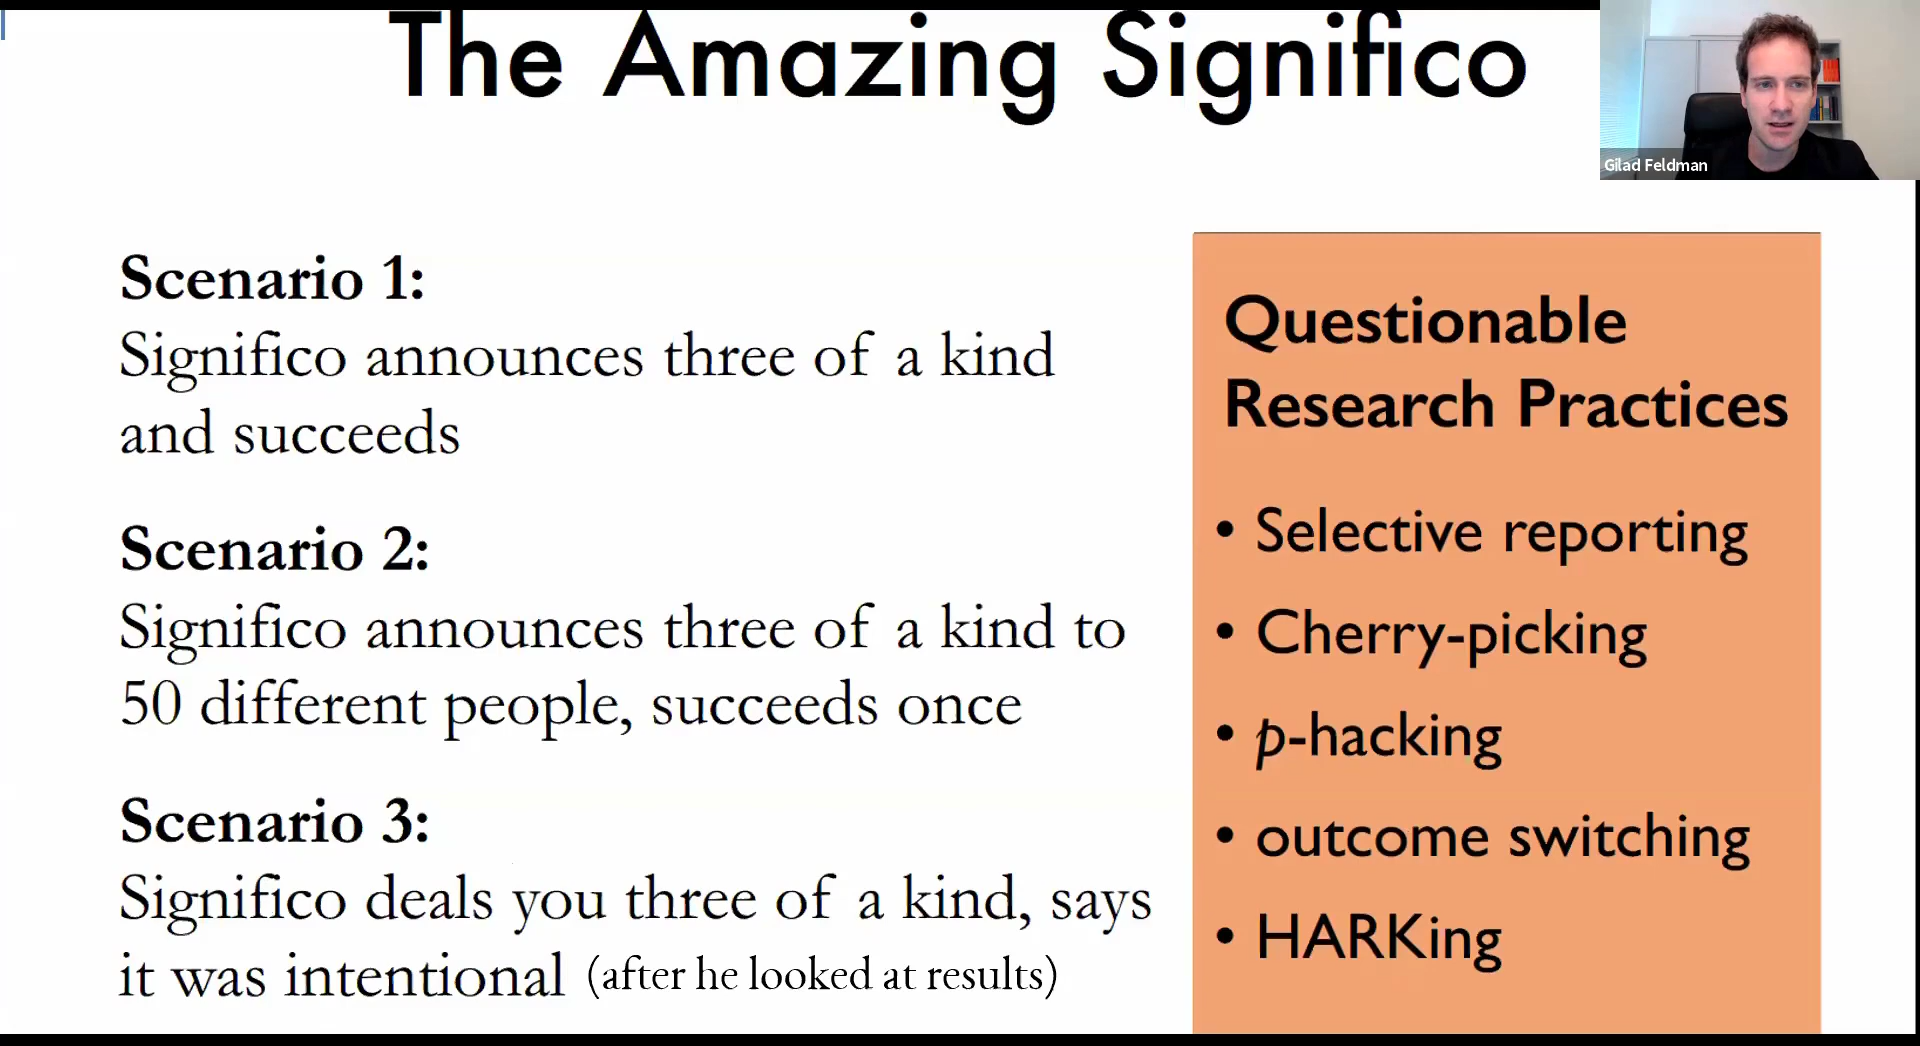 The Amazing Significo
Gilad Feldman
Scenario 1:
Significo announces three of a kind
and succeeds
Scenario 2:
Significo announces three of a kind to
50 different people, succeeds once
Scenario 3:
Significo deals you three of a kind, says
it was intentional (after he looked at results)
Questionable
Research Practices
• Selective reporting
• Cherry-picking
• p-hacking
• outcome switching
• HARKing